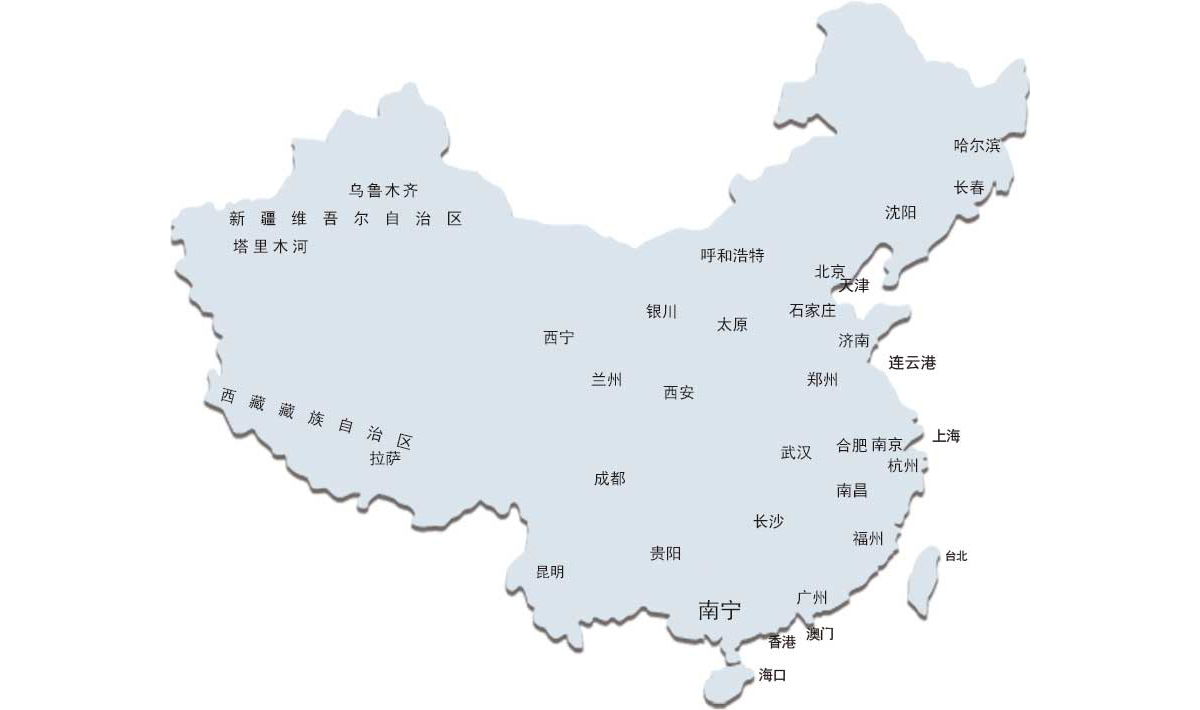 哈尔滨
长春
乌鲁木齐
沈阳
新疆维吾尔自治区
塔里木河
呼和浩特
北京
天津
银川
石家庄
太原
西宁
济南
连云港
兰州
郑州
西安
西藏藏族自治区
上海
合肥
南京
武汉
拉萨
杭州
成都
南昌
长沙
福州
贵阳
台北
昆明
广州
南宁
澳门
香港
海口